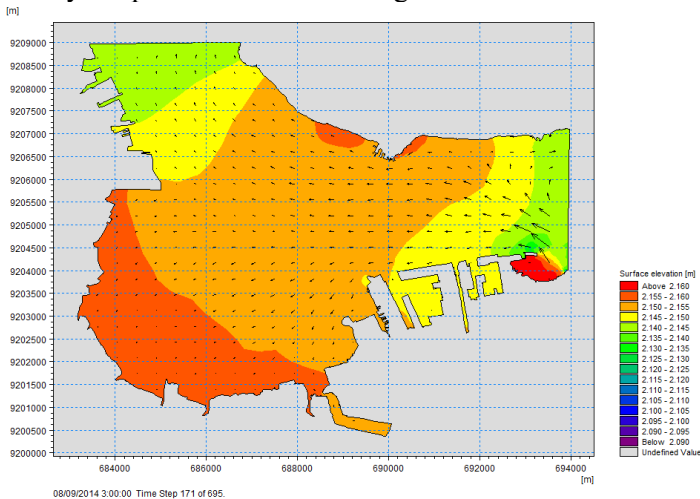 [m]
9209000
9208500
9208000
9207500
9207000
9206500
9206000
9205500
9205000
9204500
9204000
9203500
9203000
9202500
9202000
9201500
9201000
9200500
9200000
684000 686000 688000 690000 692000 694000
[m]
08/09/2014 3:00:00 Time Step 171 of 695.
Surface elevation [m]
Above 2.160
2.155 - 2.160
2.150 - 2.155
2.145 - 2.150
2.140 - 2.145
2.135 - 2.140
2.130 - 2.135
2.125 - 2.130
2.120 - 2.125
2.115 - 2.120
2.110 - 2.115
2.105 - 2.110
2.100 - 2.105
2.095 - 2.100
2.090 - 2.095
Below 2.090
Undefined Value